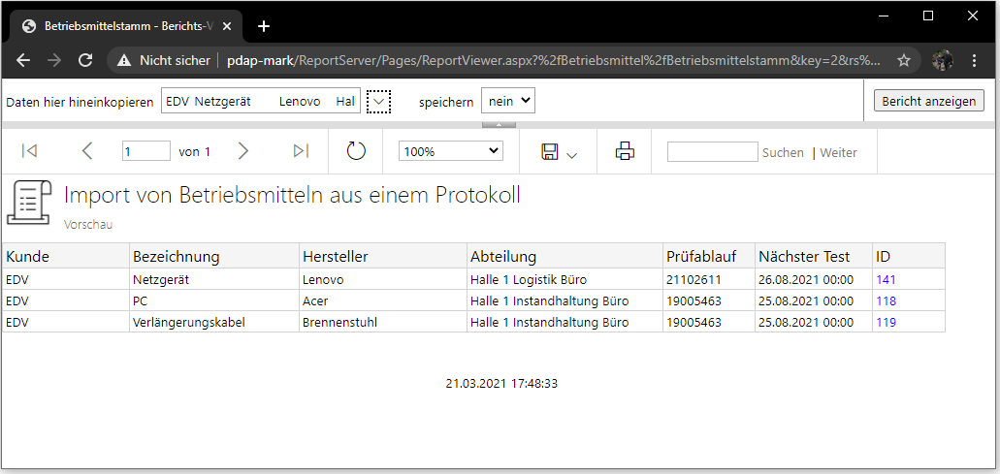 Betriebsmittelstamm - Berichts-V
Nicht sicher | pdap-mark/ReportServer/Pages/ReportViewer.aspx?%2fBetriebsmittel%2fBetriebsmittelstamm&key=2&rs%...
Daten hier hineinkopieren EDV Netzgerät Lenovo Hal speichern nein Bericht anzeigen
1 von 1 100% Suchen | Weiter
Import von Betriebsmitteln aus einem Protokoll
Vorschau
Kunde Bezeichnung Hersteller Abteilung Prüfablauf Nächster Test ID
EDV Netzgerät Lenovo Halle 1 Logistik Büro 21102611 26.08.2021 00:00 141
EDV PC Acer Halle 1 Instandhaltung Büro 19005463 25.08.2021 00:00 118
EDV Verlängerungskabel Brennenstuhl Halle 1 Instandhaltung Büro 19005463 25.08.2021 00:00 119
21.03.2021 17:48:33